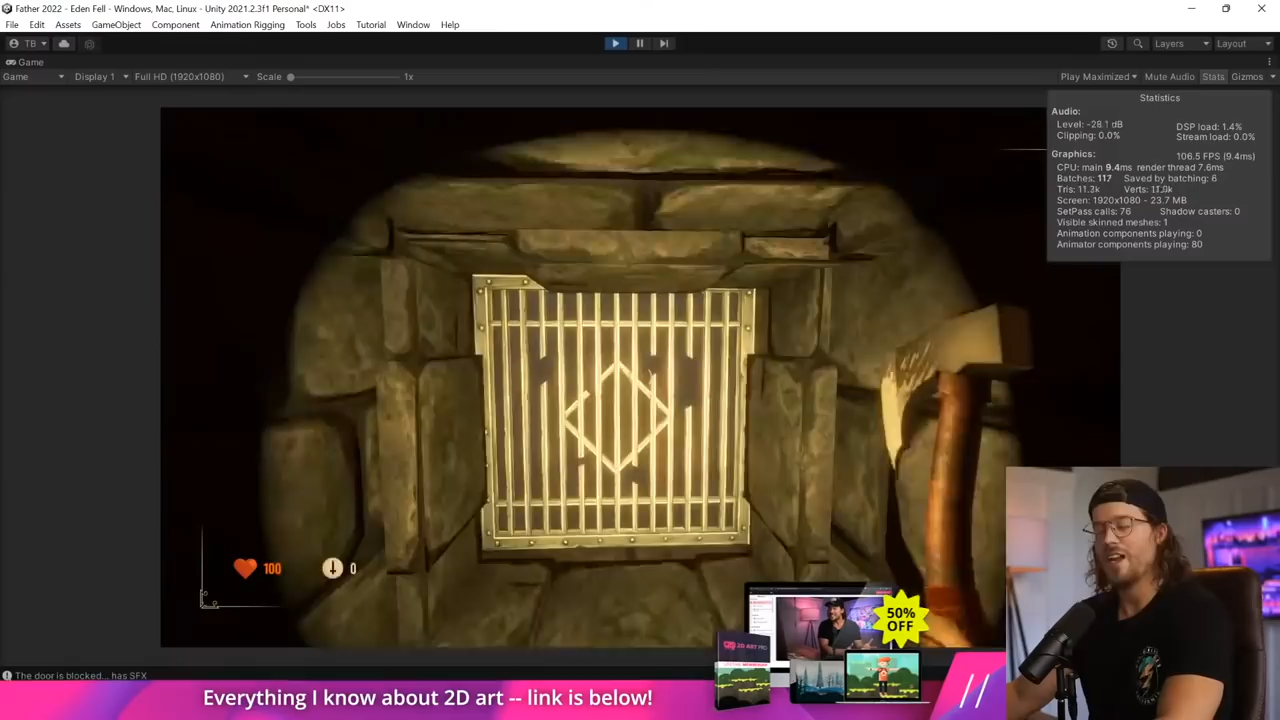 Father 2022 - Eden Fell - Windows, Mac, Linux - Unity 2021.2.3f1 Personal* <DX11>
File Edit Assets GameObject Component Animation Rigging Tools Jobs Tutorial Window Help
TB Layers Layout
Game
Game Display 1 Full HD (1920x1080) Scale 1x Play Maximized Mute Audio Stats Gizmos
Statistics
Audio:
Level: -28.1 dB DSP load: 1.4%
Clipping: 0.0% Stream load: 0.0%
Graphics: 106.5 FPS (9.4ms)
CPU: main 9.4ms render thread 7.6ms
Batches: 117 Saved by batching: 6
Tris: 11.3k Verts: 11.9k
Screen: 1920x1080 - 23.7 MB
SetPass calls: 76 Shadow casters: 0
Visible skinned meshes: 1
Animation components playing: 0
Animator components playing: 80
100 0
50%
OFF
2D ART PRO
The door is blocked... has SFX
Everything I know about 2D art -- link is below!
//